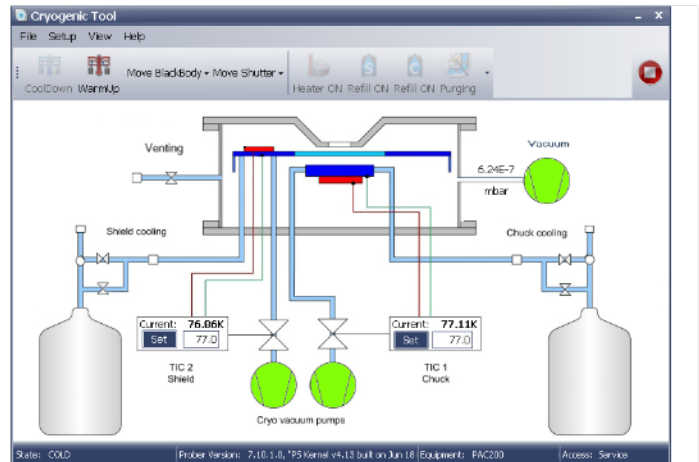 Cryogenic Tool
File Setup View Help
CoolDown WarmUp Move BlackBody Move Shutter Heater ON Refill ON Refill ON Purging
S C
Venting
Vacuum
6.24E-7
mbar
Shield cooling
Chuck cooling
Current: 76.86K
Set 77.0
Current: 77.11K
Set 77.0
TIC 2
Shield
TIC 1
Chuck
Cryo vacuum pumps
State: COLD Prober Version: 7.10.1.0, "PS Kernel v4.13 built on Jun 18 Equipment: PAC200 Access: Service